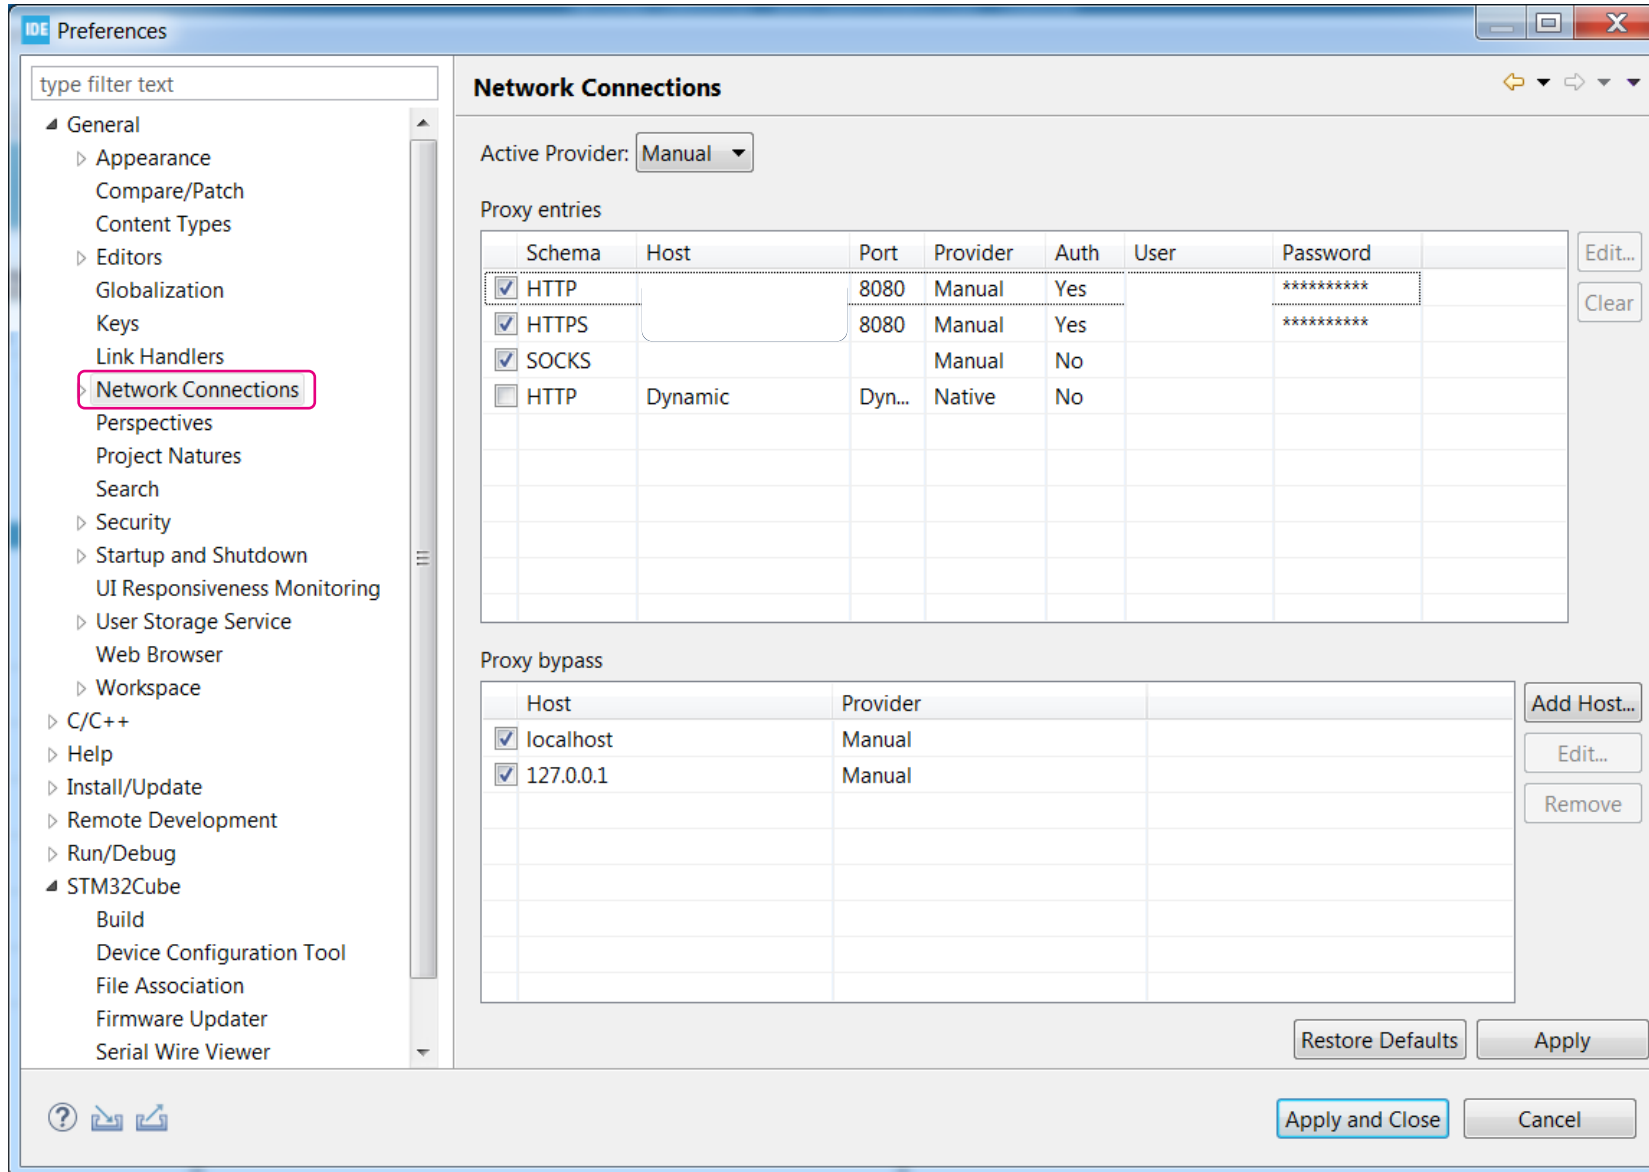 IDE Preferences
type filter text
General
Appearance
Compare/Patch
Content Types
Editors
Globalization
Keys
Link Handlers
Network Connections
Perspectives
Project Natures
Search
Security
Startup and Shutdown
UI Responsiveness Monitoring
User Storage Service
Web Browser
Workspace
C/C++
Help
Install/Update
Remote Development
Run/Debug
STM32Cube
Build
Device Configuration Tool
File Association
Firmware Updater
Serial Wire Viewer
Network Connections
Active Provider: Manual
Proxy entries
Schema Host Port Provider Auth User Password
HTTP 8080 Manual Yes **********
HTTPS 8080 Manual Yes **********
SOCKS Manual No
HTTP Dynamic Dyn... Native No
Edit...
Clear
Proxy bypass
Host Provider
localhost Manual
127.0.0.1 Manual
Add Host...
Edit...
Remove
Restore Defaults Apply
Apply and Close Cancel